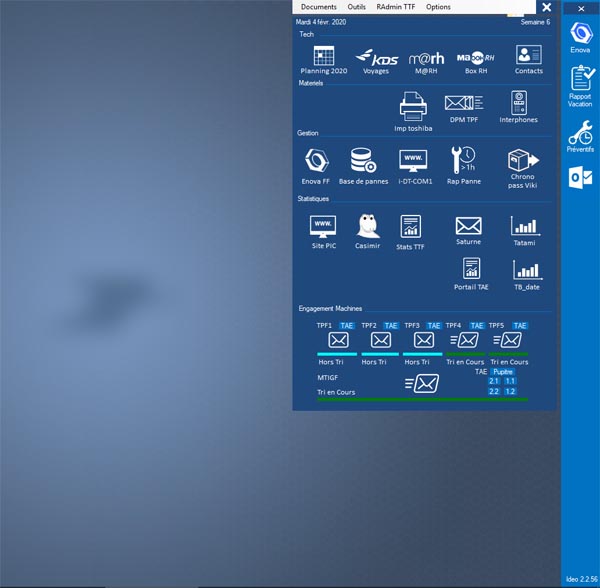 Documents Outils RAdmin TTF Options
Mardi 4 févr. 2020 Semaine 6
Tech
Planning 2020 KDS Voyages m@rh M@RH MaBOXRH Box RH Contacts
Materiels
Imp toshiba DPM TPF Interphones
Gestion
WWW. >1h
Enova FF Base de pannes i-DT-COM1 Rap Panne Chrono
pass Viki
Statistiques
WWW.
Site PIC Casimir Stats TTF Saturne Tatami
Portail TAE TB_date
Engagement Machines
TPF1 TAE TPF2 TAE TPF3 TAE TPF4 TAE TPF5 TAE
Hors Tri Hors Tri Hors Tri Tri en Cours Tri en Cours
TAE Pupitre
MTIGF
2.1 1.1
Tri en Cours
2.2 1.2
Enova
Rapport
Vacation
Préventifs
Ideo 2.2.56